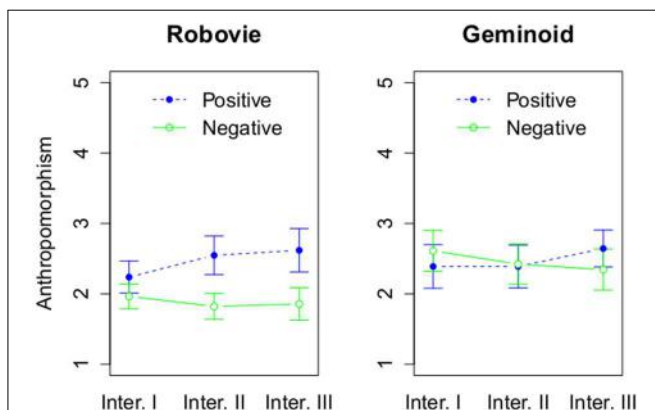 Robovie
Geminoid
Anthropomorphism
1
2
3
4
5
Positive
Negative
Inter. I
Inter. II
Inter. III
1
2
3
4
5
Positive
Negative
Inter. I
Inter. II
Inter. III